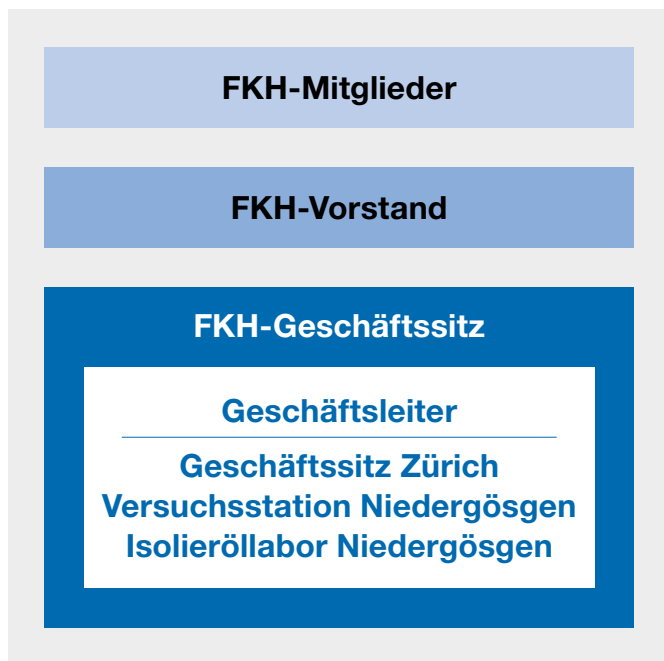 FKH-Mitglieder
FKH-Vorstand
FKH-Geschäftssitz
Geschäftsleiter
Geschäftssitz Zürich
Versuchsstation Niedergösgen
Isolieröllabor Niedergösgen